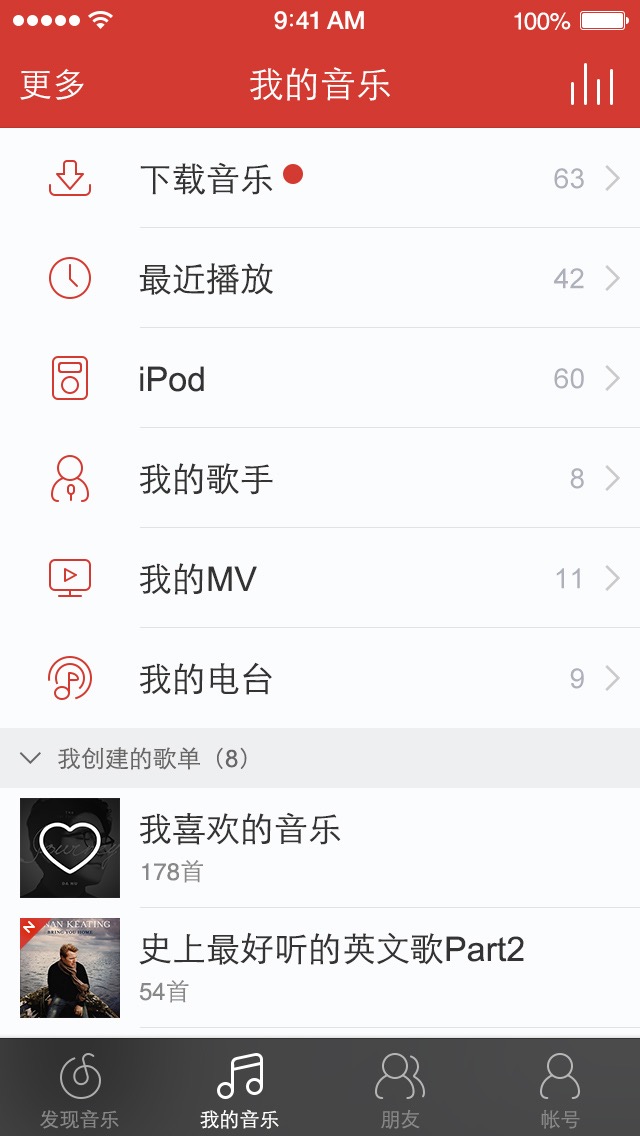 9:41 AM 100%
更多 我的音乐
下载音乐 63
最近播放 42
iPod 60
我的歌手 8
我的MV 11
我的电台 9
我创建的歌单（8）
我喜欢的音乐
178首
NAN KEATING
BRING YOU HOME
史上最好听的英文歌Part2
54首
发现音乐 我的音乐 朋友 帐号